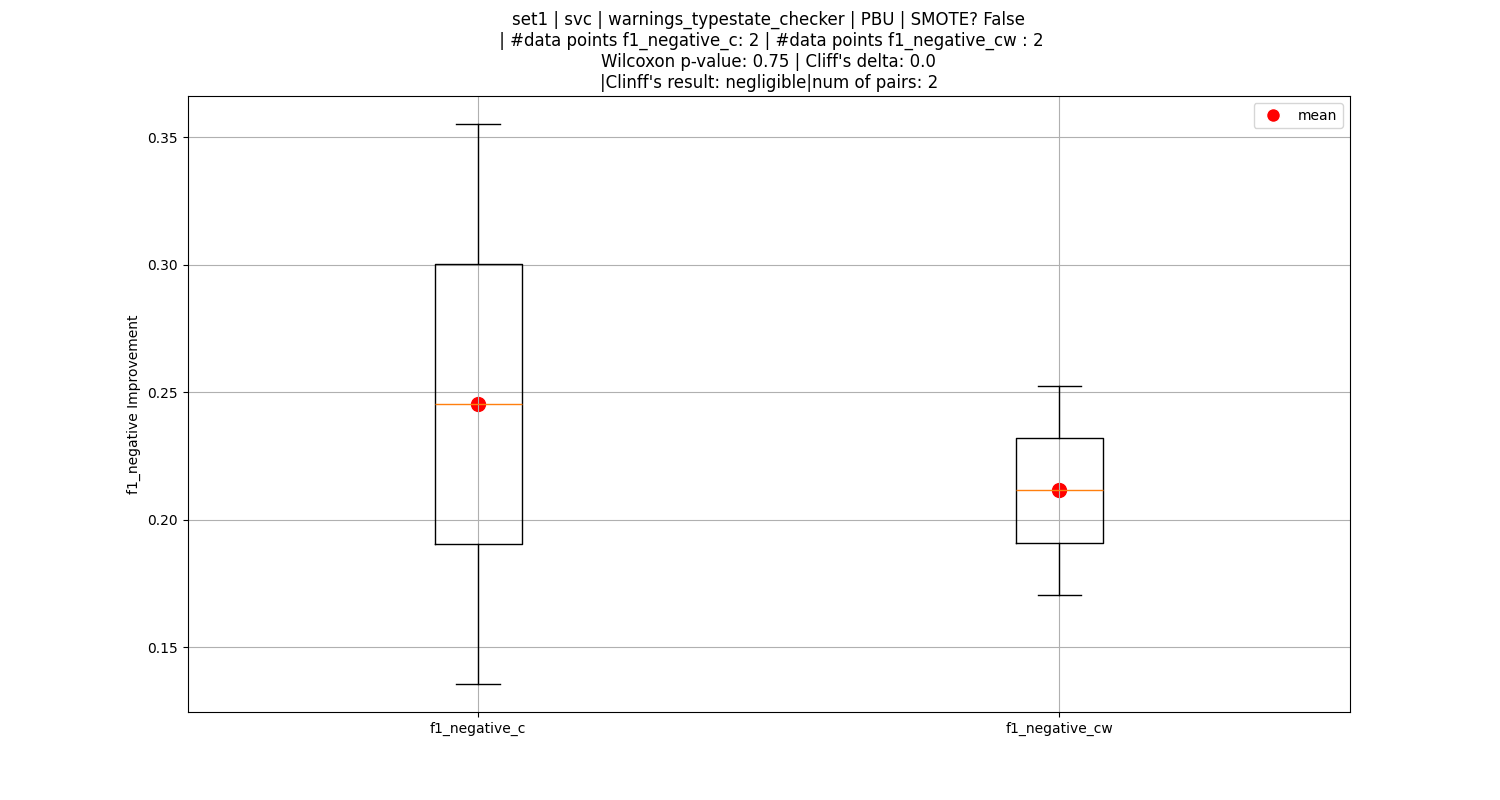 set1 | svc | warnings_typestate_checker | PBU | SMOTE? False
| #data points f1_negative_c: 2 | #data points f1_negative_cw : 2
Wilcoxon p-value: 0.75 | Cliff's delta: 0.0
|Clinff's result: negligible|num of pairs: 2
mean
0.35
0.30
0.25
0.20
0.15
f1_negative Improvement
f1_negative_c
f1_negative_cw